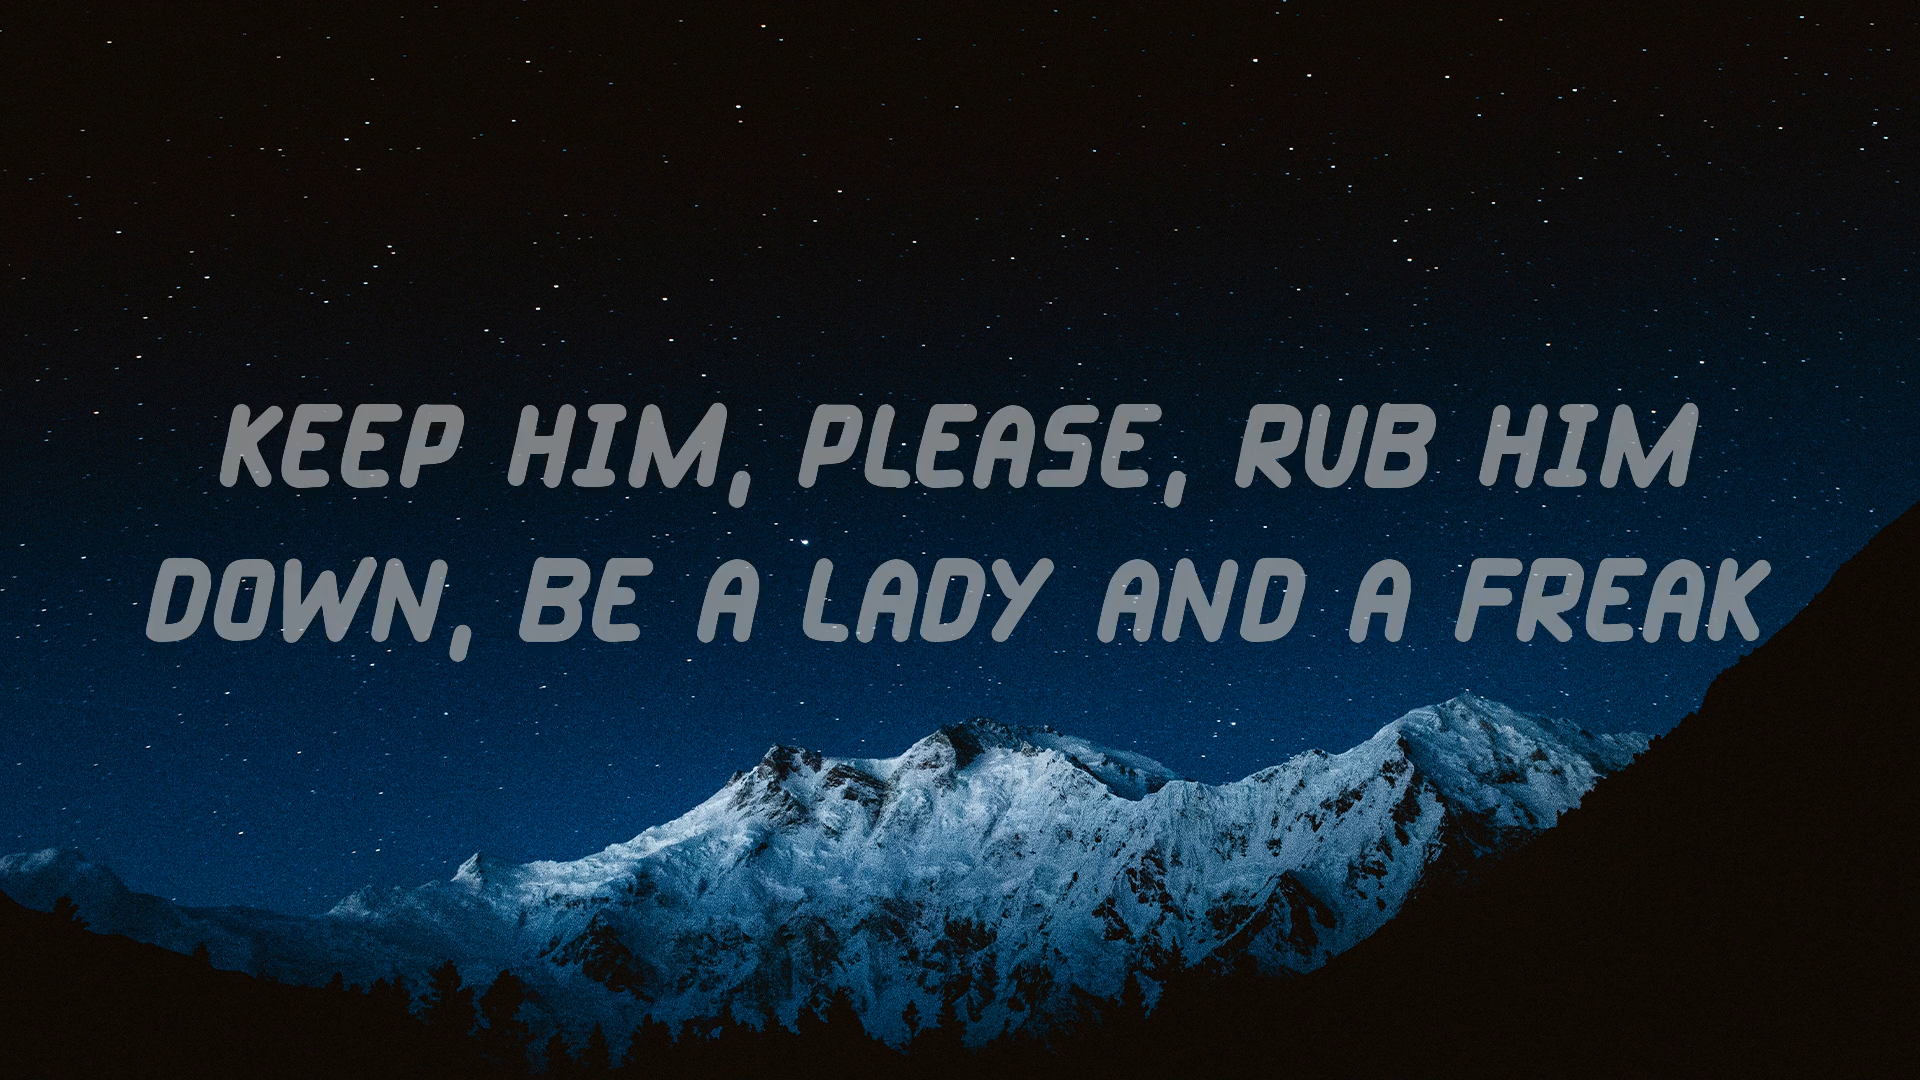 KEEP HIM, PLEASE, RUB HIM
DOWN, BE A LADY AND A FREAK